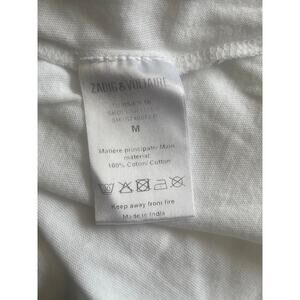 ZADIG & VOLTAIRE
M
Matière principale/ Main
material:
100% Coton/ Cotton
Keep away from fire
Made in India